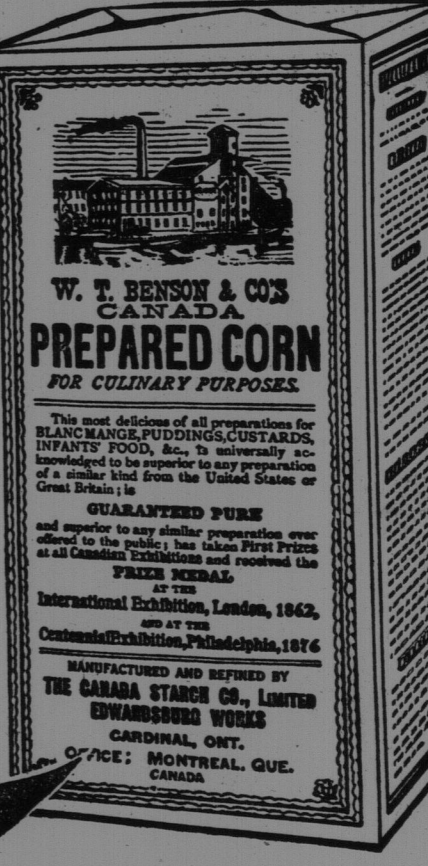 W. T. BENSON & CO'S
CANADA
PREPARED CORN
FOR CULINARY PURPOSES.
This most delicious of all preparations for
BLANC MANGE, PUDDINGS, CUSTARDS,
INFANTS' FOOD, &c., is universally ac-
knowledged to be superior to any preparation
of a similar kind from the United States or
Great Britain; is
GUARANTEED PURE
and superior to any similar preparation ever
offered to the public; has taken First Prizes
at all Canadian Exhibitions and received the
PRIZE MEDAL
AT THE
International Exhibition, London, 1862,
AND AT THE
Centennial Exhibition, Philadelphia, 1876
MANUFACTURED AND REFINED BY
THE CANADA STARCH CO., LIMITED
EDWARDSBURG WORKS
CARDINAL, ONT.
OFFICE: MONTREAL. QUE.
CANADA